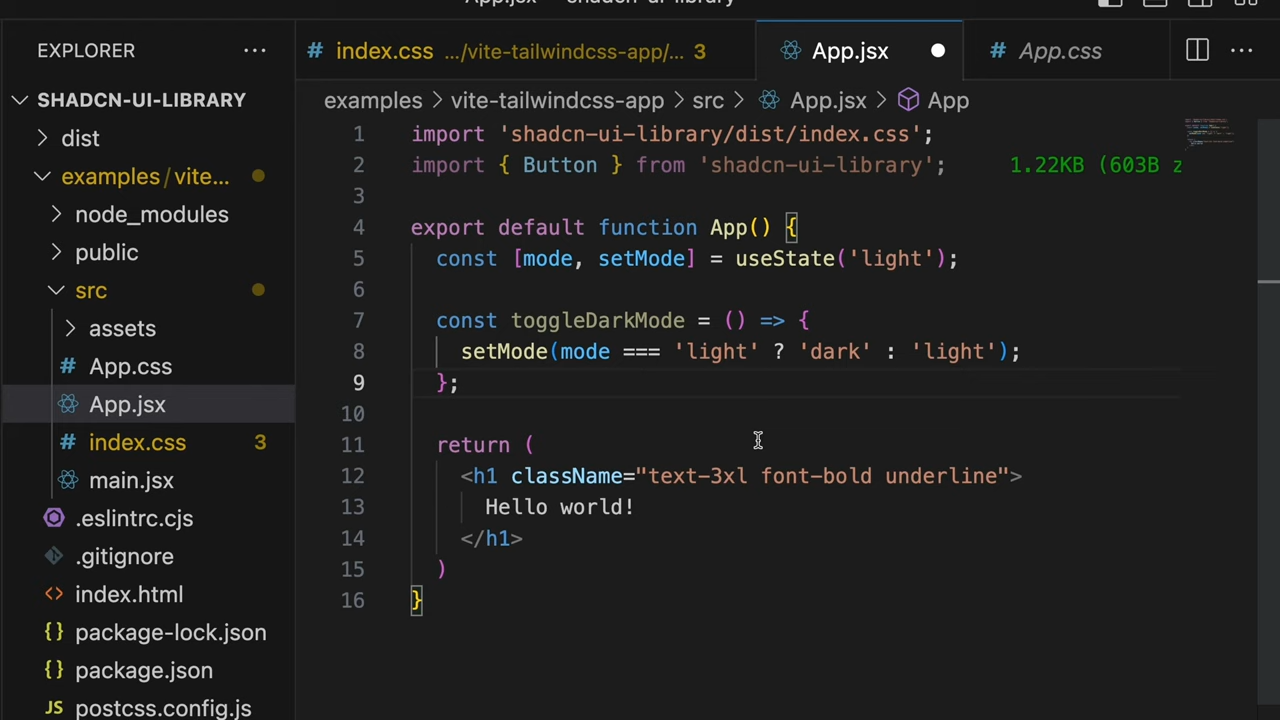 App.jsx — shadcn-ui-library
EXPLORER
SHADCN-UI-LIBRARY
dist
examples / vite...
node_modules
public
src
assets
# App.css
App.jsx
# index.css 3
main.jsx
.eslintrc.cjs
.gitignore
<> index.html
{} package-lock.json
{} package.json
JS postcss.config.js
# index.css .../vite-tailwindcss-app/... 3
App.jsx
# App.css
examples > vite-tailwindcss-app > src > App.jsx > App
1 import 'shadcn-ui-library/dist/index.css';
2 import { Button } from 'shadcn-ui-library'; 1.22KB (603B z
3
4 export default function App() {
5 const [mode, setMode] = useState('light');
6
7 const toggleDarkMode = () => {
8 setMode(mode === 'light' ? 'dark' : 'light');
9 };
10
11 return (
12 <h1 className="text-3xl font-bold underline">
13 Hello world!
14 </h1>
15 )
16 }